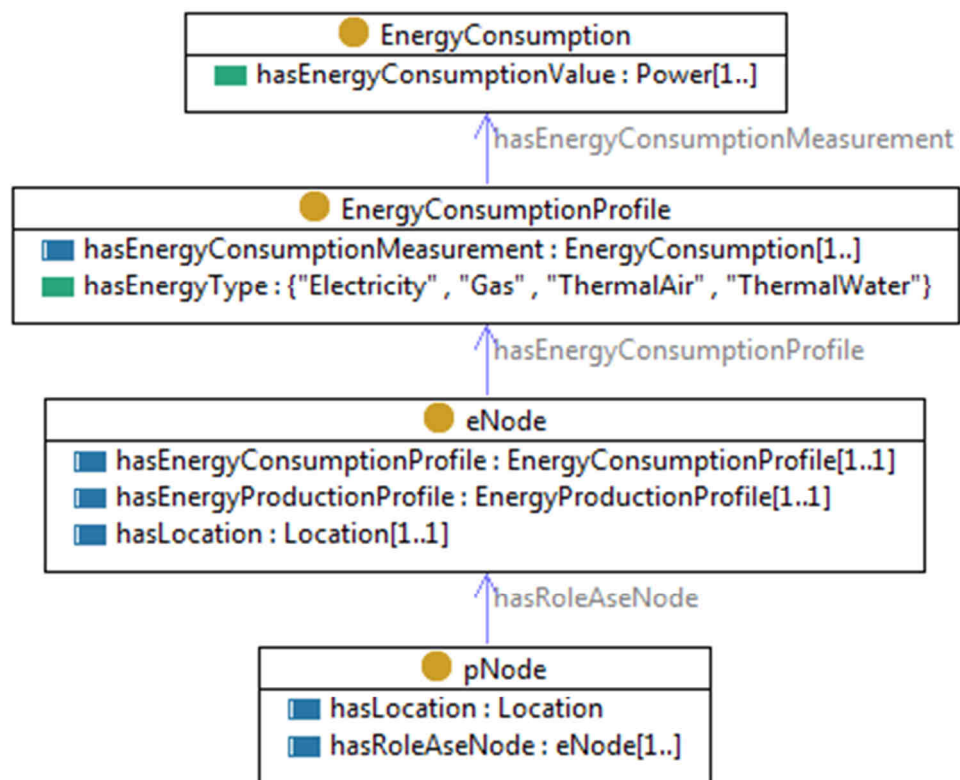 EnergyConsumption
hasEnergyConsumptionValue : Power[1..]
hasEnergyConsumptionMeasurement
EnergyConsumptionProfile
hasEnergyConsumptionMeasurement : EnergyConsumption[1..]
hasEnergyType : {"Electricity" , "Gas" , "ThermalAir" , "ThermalWater"}
hasEnergyConsumptionProfile
eNode
hasEnergyConsumptionProfile : EnergyConsumptionProfile[1..1]
hasEnergyProductionProfile : EnergyProductionProfile[1..1]
hasLocation : Location[1..1]
hasRoleAseNode
pNode
hasLocation : Location
hasRoleAseNode : eNode[1..]